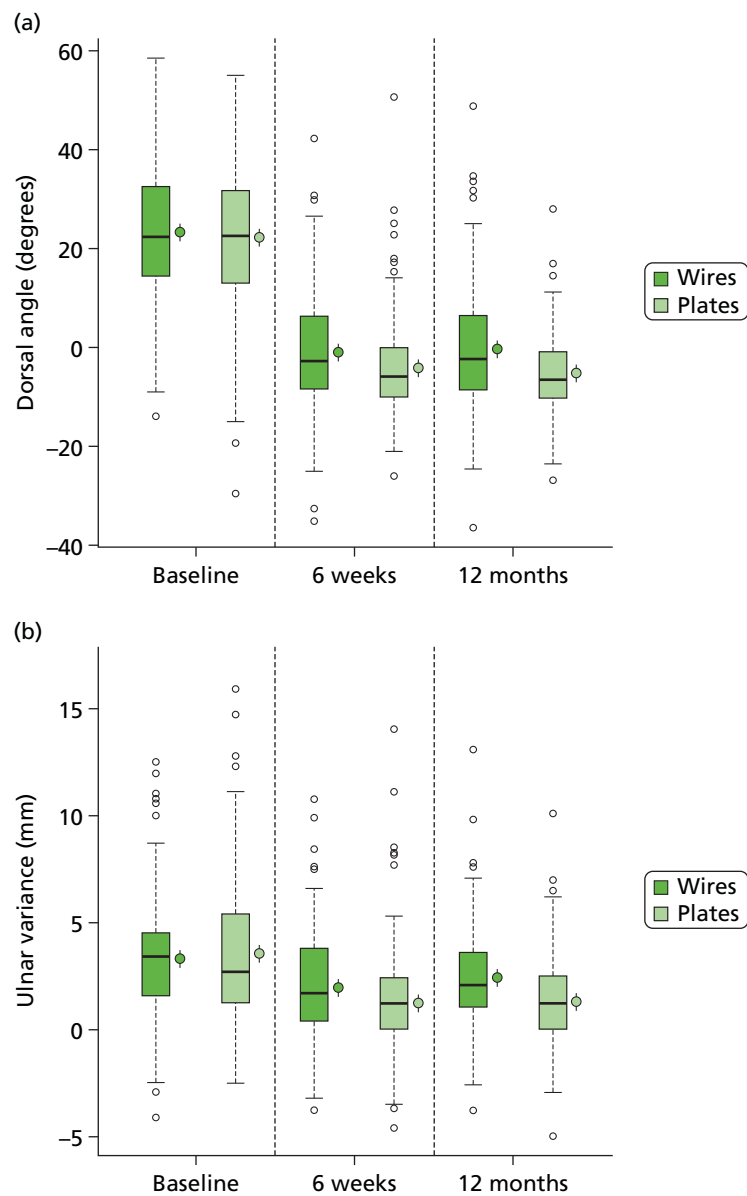 (a)
60
40
20
0
–20
–40
Dorsal angle (degrees)
Baseline
6 weeks
12 months
Wires
Plates
(b)
15
10
5
0
–5
Ulnar variance (mm)
Baseline
6 weeks
12 months
Wires
Plates